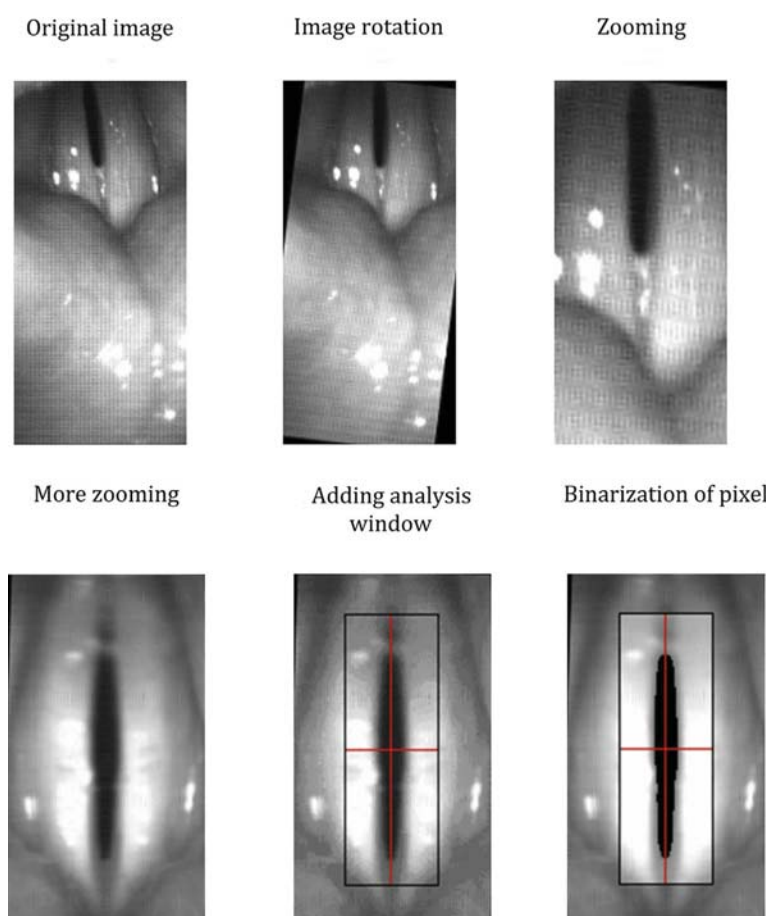 Original image
Image rotation
Zooming
More zooming
Adding analysis
window
Binarization of pixel